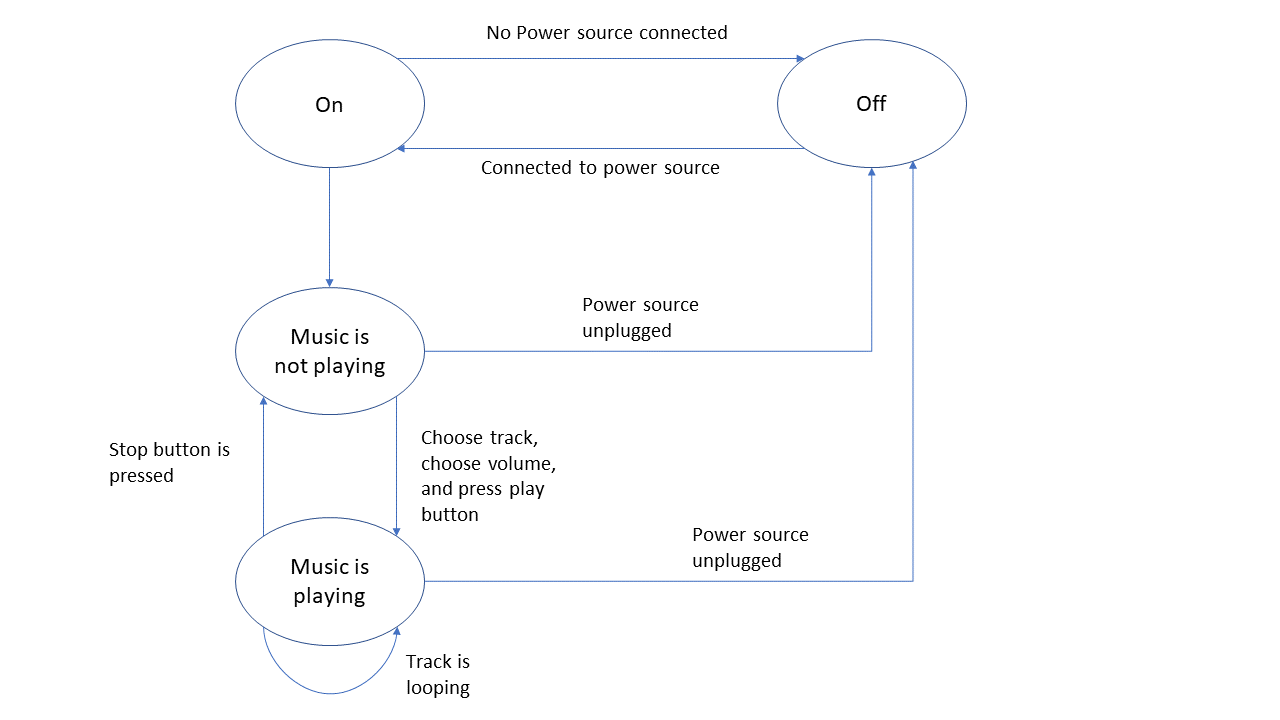 No Power source connected
On
Off
Connected to power source
Power source
unplugged
Music is
not playing
Stop button is
pressed
Choose track,
choose volume,
and press play
button
Power source
unplugged
Music is
playing
Track is
looping